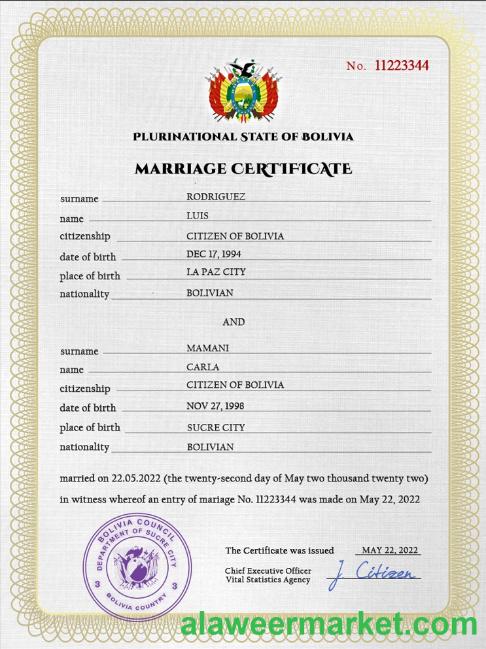 No. 11223344
PLURINATIONAL STATE OF BOLIVIA
MARRIAGE CERTIFICATE
surname RODRIGUEZ
name LUIS
citizenship CITIZEN OF BOLIVIA
date of birth DEC 17, 1994
place of birth LA PAZ CITY
nationality BOLIVIAN
AND
surname MAMANI
name CARLA
citizenship CITIZEN OF BOLIVIA
date of birth NOV 27, 1998
place of birth SUCRE CITY
nationality BOLIVIAN
married on 22.05.2022 (the twenty-second day of May two thousand twenty two)
in witness whereof an entry of mariage No. 11223344 was made on May 22, 2022
BOLIVIA COUNCIL
DEPARTMENT OF SUCRE CITY
3 3
BOLIVIA COUNTRY
The Certificate was issued MAY 22, 2022
Chief Executive Officer
Vital Statistics Agency
J. Citizen
alaweermarket.com